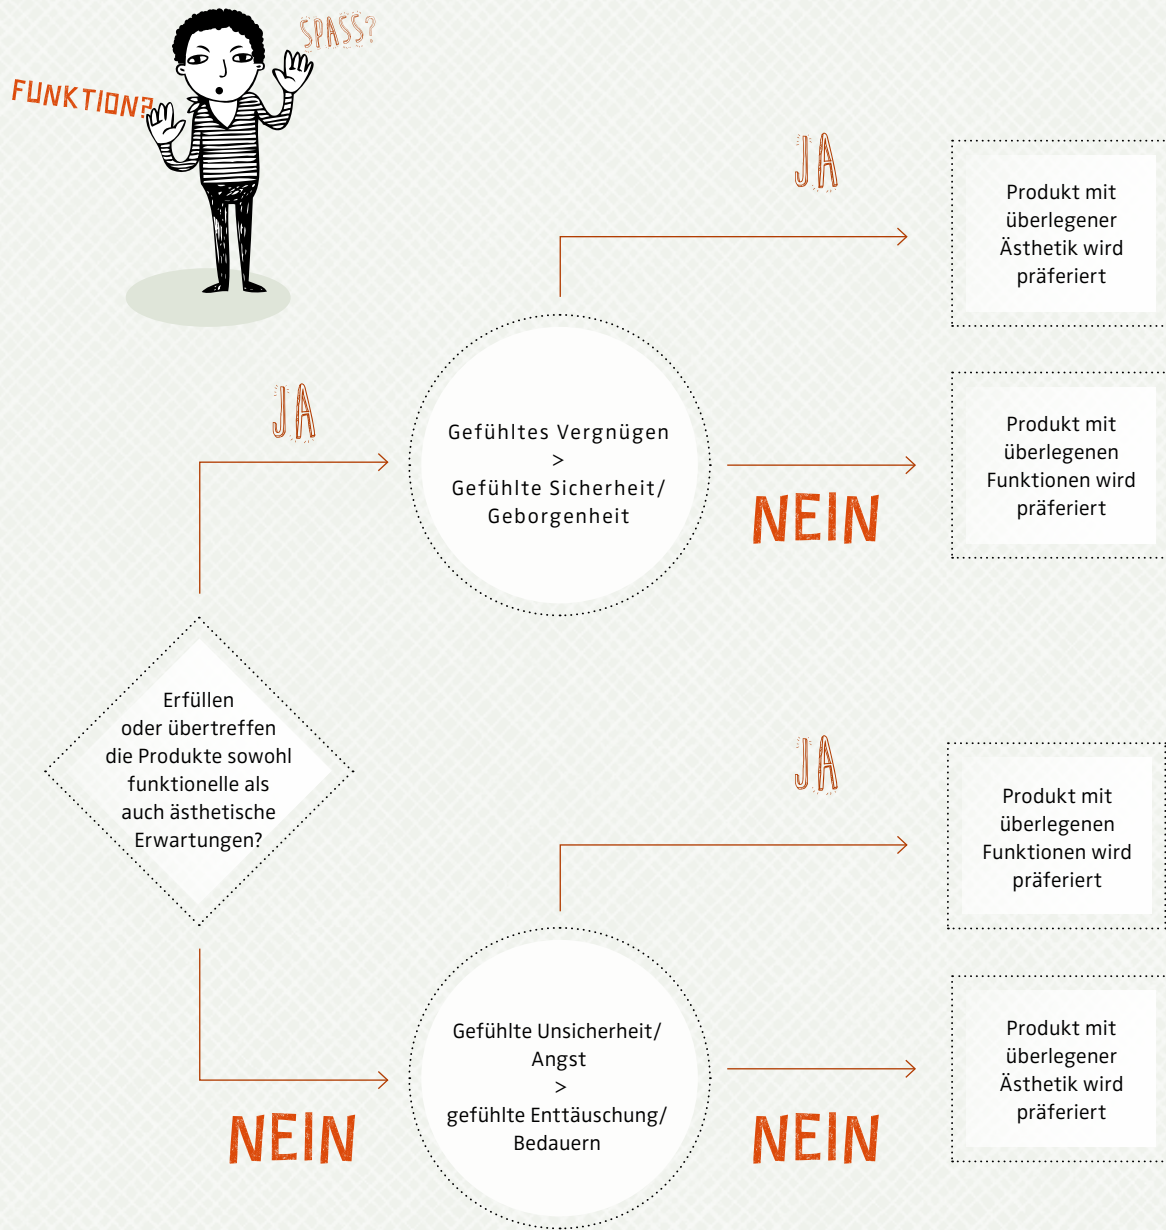 SPASS?
FUNKTION?
JA
Produkt mit
überlegener
Ästhetik wird
präferiert
JA
Gefühltes Vergnügen
>
Gefühlte Sicherheit/
Geborgenheit
NEIN
Produkt mit
überlegenen
Funktionen wird
präferiert
Erfüllen
oder übertreffen
die Produkte sowohl
funktionelle als
auch ästhetische
Erwartungen?
JA
Produkt mit
überlegenen
Funktionen wird
präferiert
NEIN
Gefühlte Unsicherheit/
Angst
>
gefühlte Enttäuschung/
Bedauern
NEIN
Produkt mit
überlegener
Ästhetik wird
präferiert